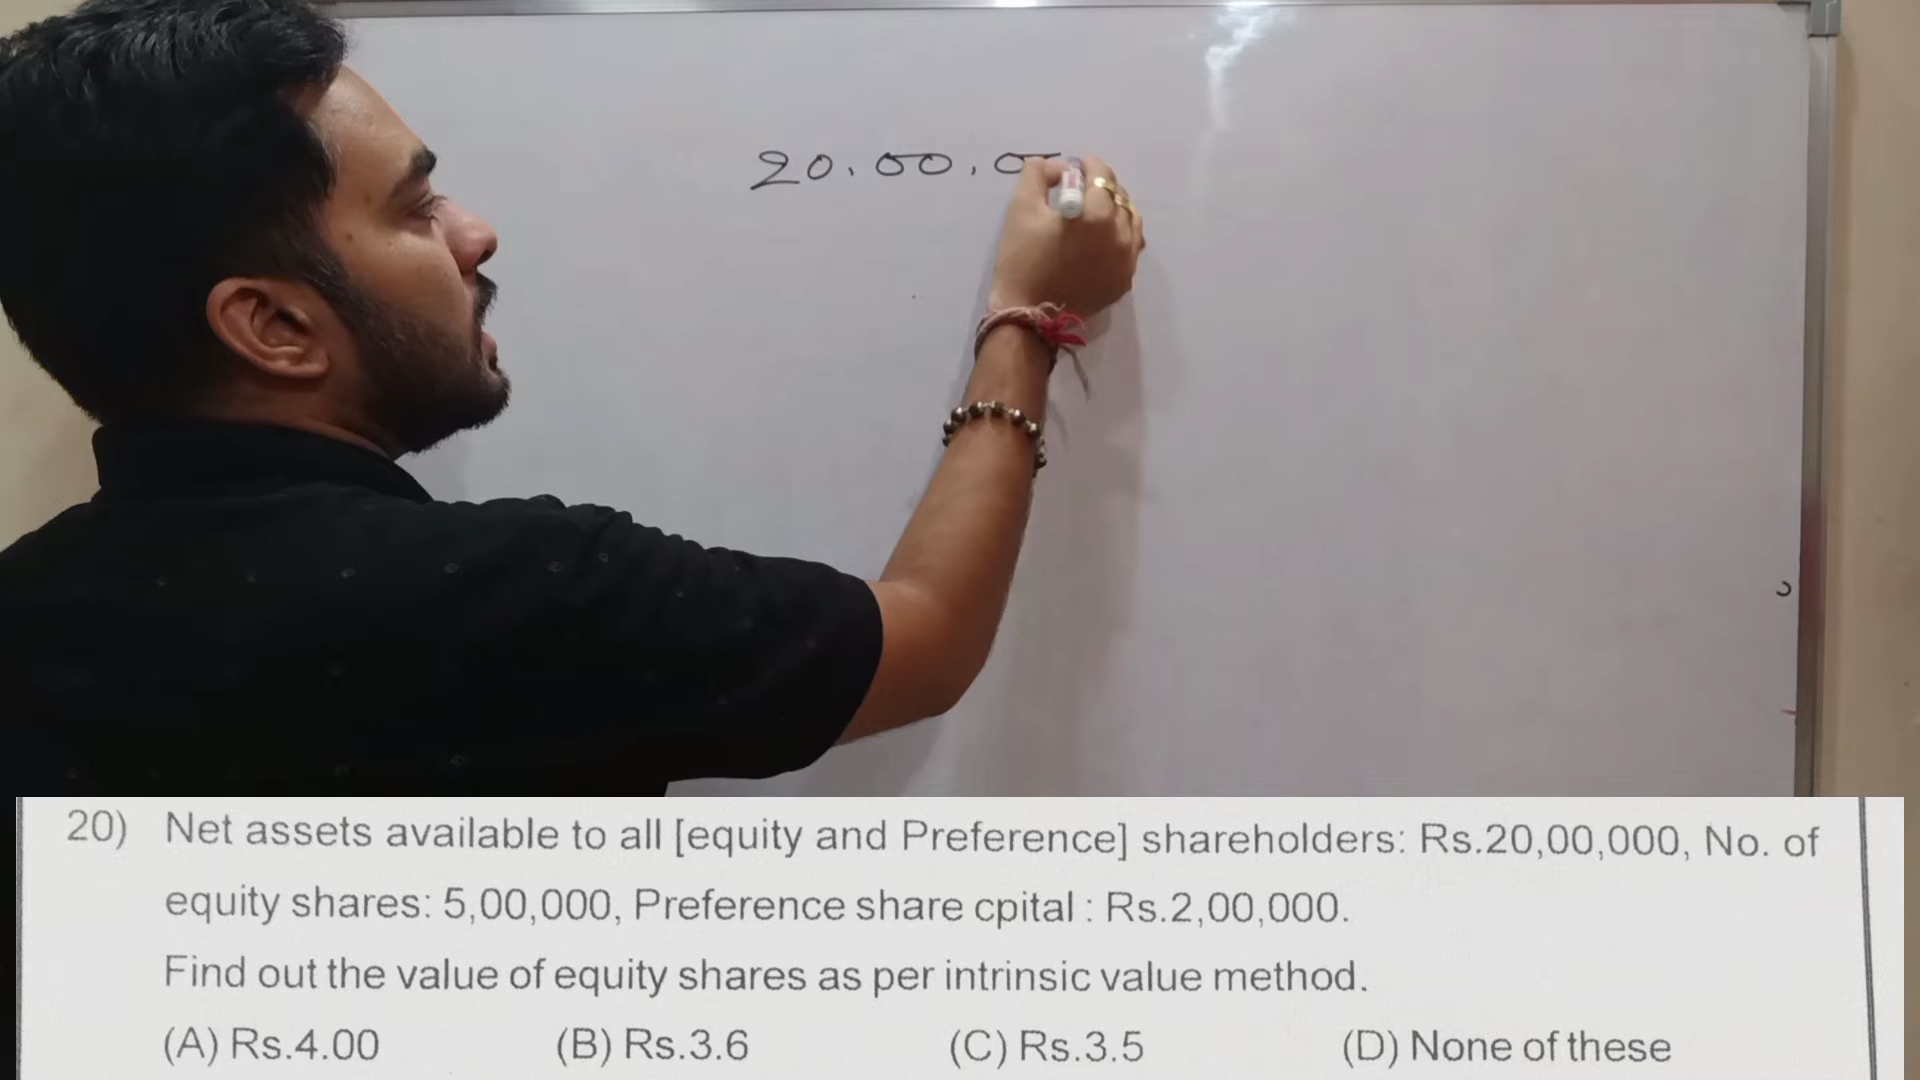 20,00,0
20) Net assets available to all [equity and Preference] shareholders: Rs.20,00,000, No. of
equity shares: 5,00,000, Preference share cpital : Rs.2,00,000.
Find out the value of equity shares as per intrinsic value method.
(A) Rs.4.00 (B) Rs.3.6 (C) Rs.3.5 (D) None of these